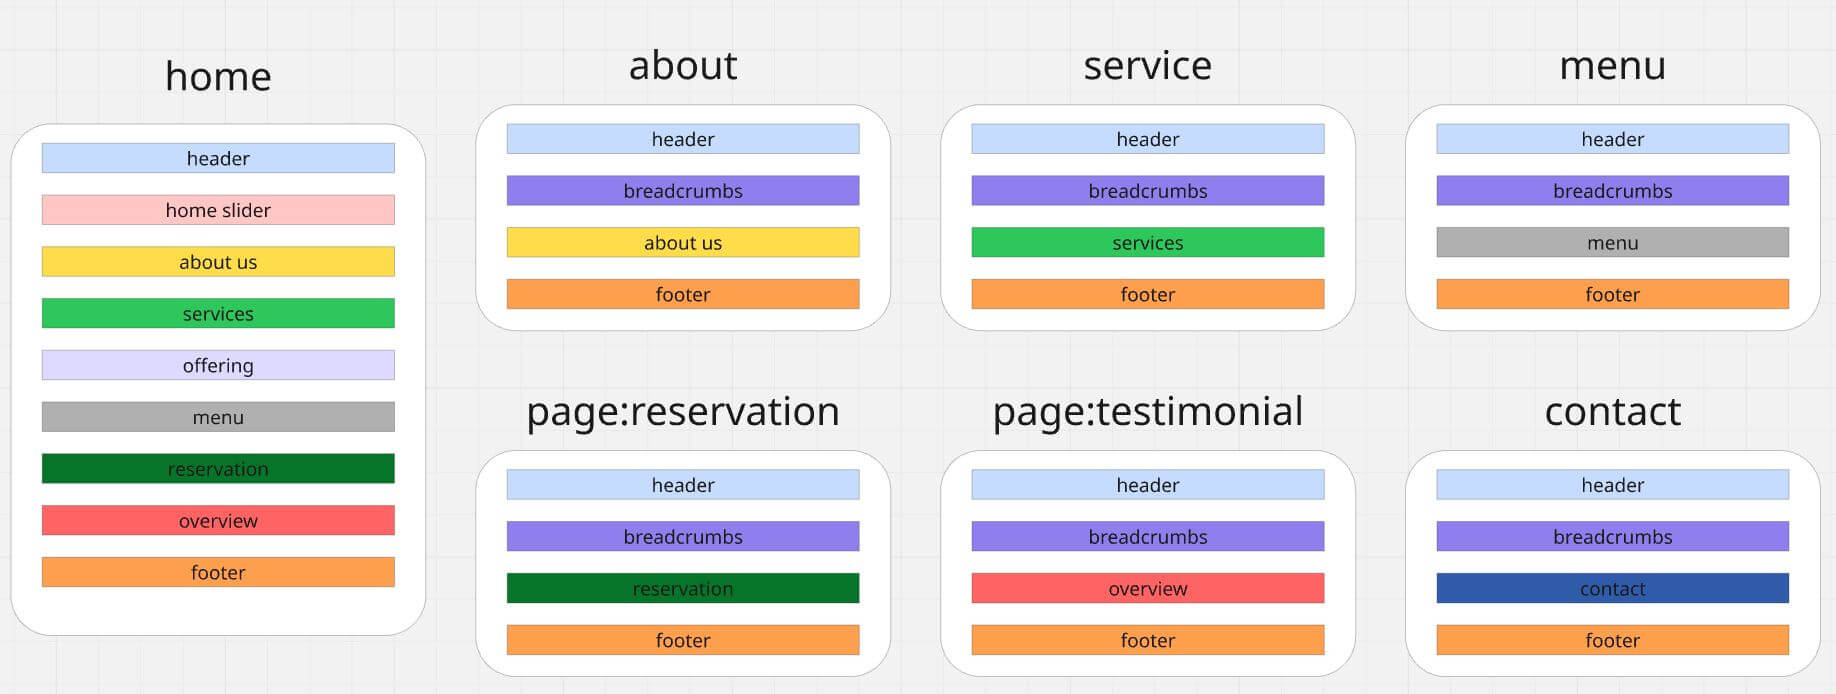 home
header
home slider
about us
services
offering
menu
reservation
overview
footer
about
header
breadcrumbs
about us
footer
service
header
breadcrumbs
services
footer
menu
header
breadcrumbs
menu
footer
page:reservation
header
breadcrumbs
reservation
footer
page:testimonial
header
breadcrumbs
overview
footer
contact
header
breadcrumbs
contact
footer